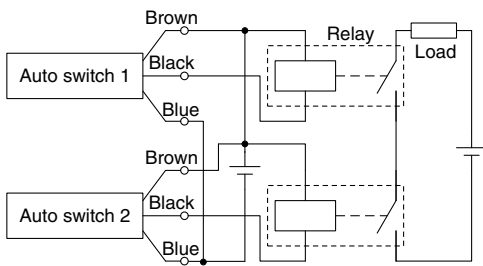 Brown
Relay
Load
Auto switch 1
Black
Blue
Brown
Auto switch 2
Black
Blue